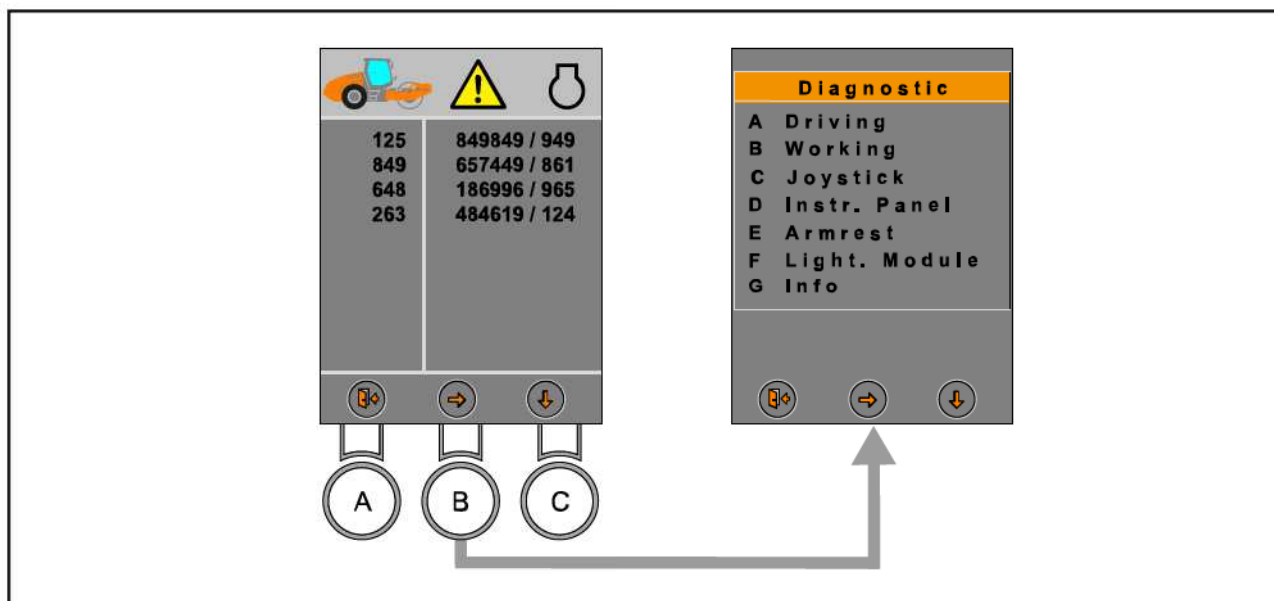 125 849849 / 949
849 657449 / 861
648 186996 / 965
263 484619 / 124
A B C
Diagnostic
A Driving
B Working
C Joystick
D Instr. Panel
E Armrest
F Light. Module
G Info